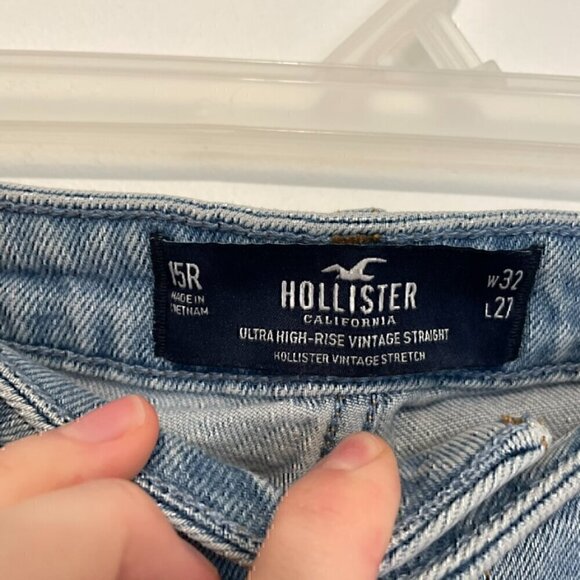 15R
MADE IN
VIETNAM
HOLLISTER
CALIFORNIA
ULTRA HIGH-RISE VINTAGE STRAIGHT
HOLLISTER VINTAGE STRETCH
W32
L27